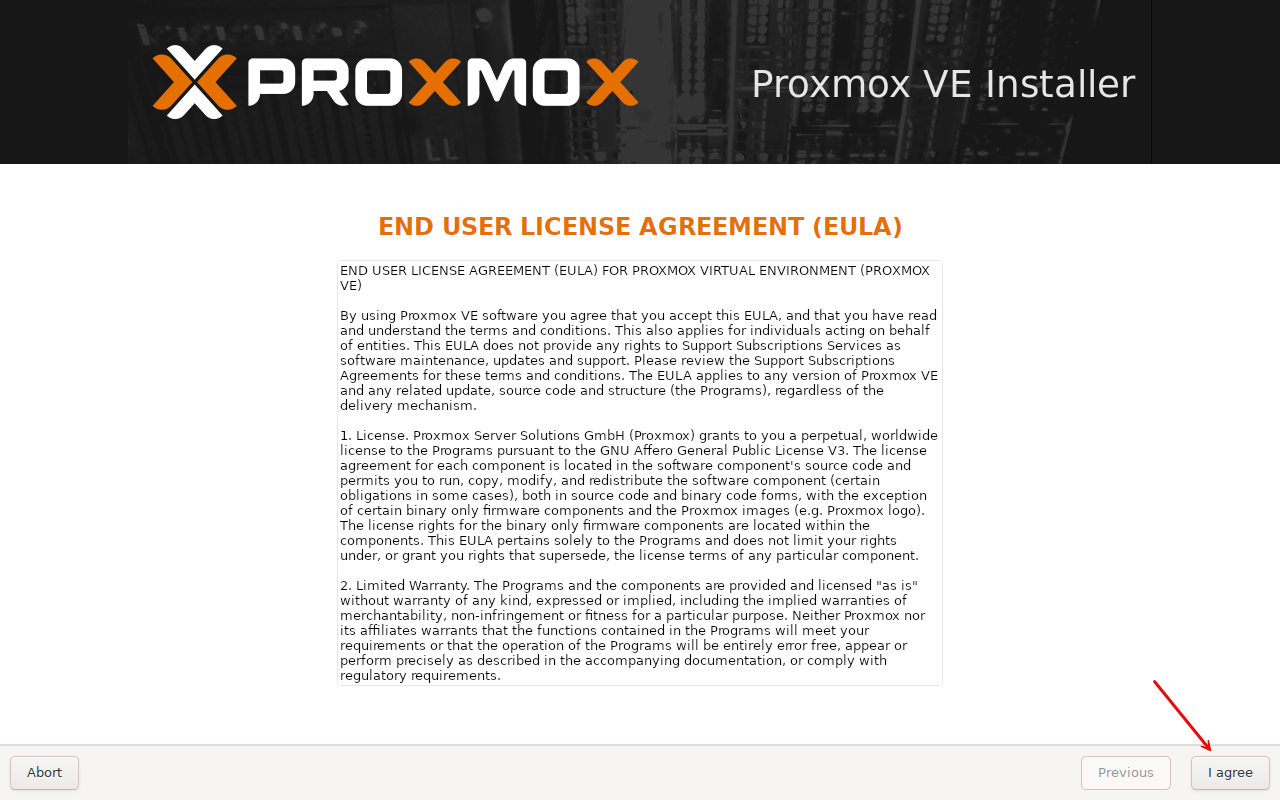 PROXMOX
Proxmox VE Installer
END USER LICENSE AGREEMENT (EULA)
END USER LICENSE AGREEMENT (EULA) FOR PROXMOX VIRTUAL ENVIRONMENT (PROXMOX
VE)
By using Proxmox VE software you agree that you accept this EULA, and that you have read
and understand the terms and conditions. This also applies for individuals acting on behalf
of entities. This EULA does not provide any rights to Support Subscriptions Services as
software maintenance, updates and support. Please review the Support Subscriptions
Agreements for these terms and conditions. The EULA applies to any version of Proxmox VE
and any related update, source code and structure (the Programs), regardless of the
delivery mechanism.
1. License. Proxmox Server Solutions GmbH (Proxmox) grants to you a perpetual, worldwide
license to the Programs pursuant to the GNU Affero General Public License V3. The license
agreement for each component is located in the software component's source code and
permits you to run, copy, modify, and redistribute the software component (certain
obligations in some cases), both in source code and binary code forms, with the exception
of certain binary only firmware components and the Proxmox images (e.g. Proxmox logo).
The license rights for the binary only firmware components are located within the
components. This EULA pertains solely to the Programs and does not limit your rights
under, or grant you rights that supersede, the license terms of any particular component.
2. Limited Warranty. The Programs and the components are provided and licensed "as is"
without warranty of any kind, expressed or implied, including the implied warranties of
merchantability, non-infringement or fitness for a particular purpose. Neither Proxmox nor
its affiliates warrants that the functions contained in the Programs will meet your
requirements or that the operation of the Programs will be entirely error free, appear or
perform precisely as described in the accompanying documentation, or comply with
regulatory requirements.
Abort
Previous
I agree